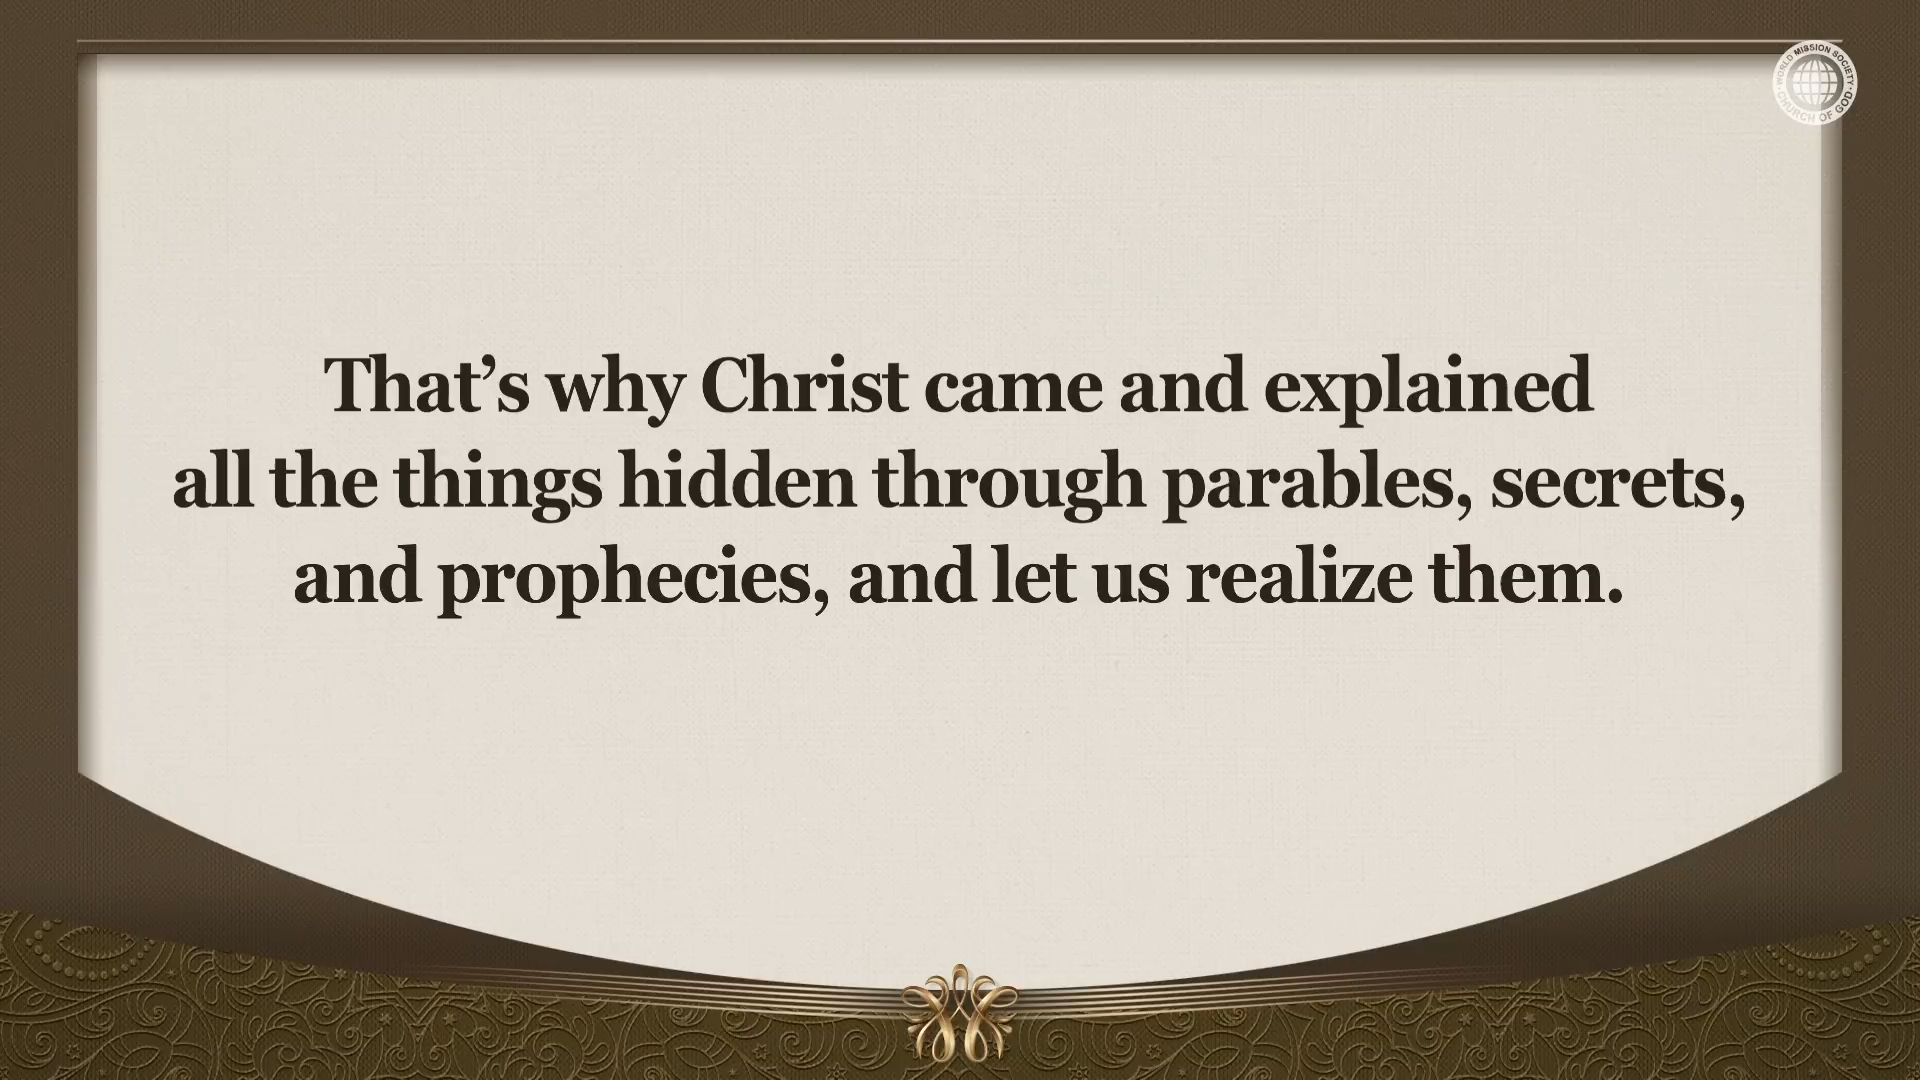 WORLD MISSION SOCIETY
CHURCH OF GOD
That’s why Christ came and explained
all the things hidden through parables, secrets,
and prophecies, and let us realize them.